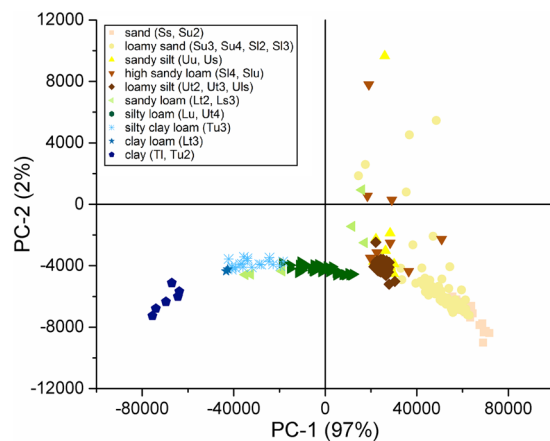 12000
8000
4000
0
-4000
-8000
-12000
PC-2 (2%)
sand (Ss, Su2)
loamy sand (Su3, Su4, Sl2, Sl3)
sandy silt (Uu, Us)
high sandy loam (Sl4, Slu)
loamy silt (Ut2, Ut3, Uls)
sandy loam (Lt2, Ls3)
silty loam (Lu, Ut4)
silty clay loam (Tu3)
clay loam (Lt3)
clay (Tl, Tu2)
-80000 -40000 0 40000 80000
PC-1 (97%)